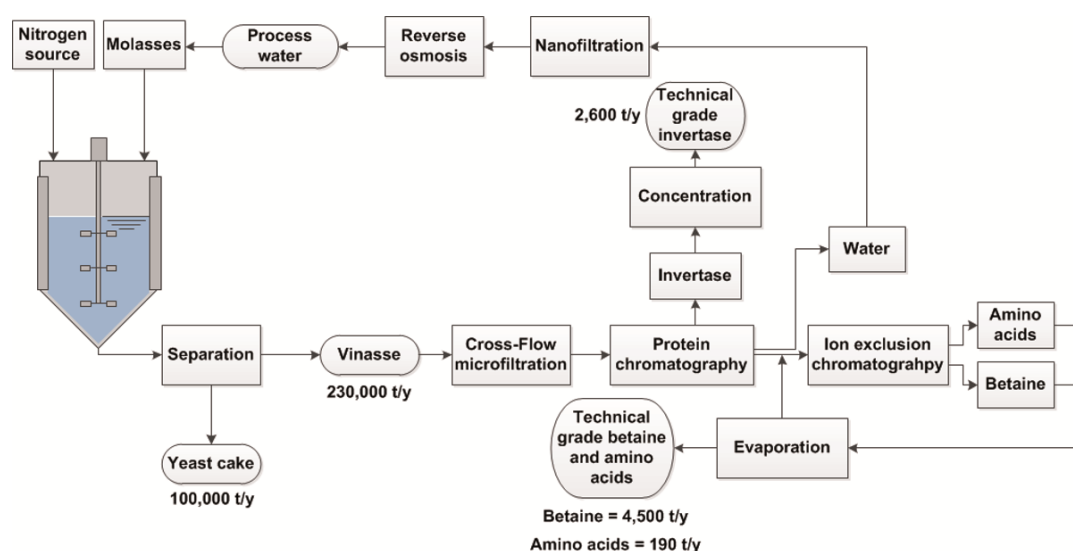 Nitrogen
source
Molasses
Process
water
Reverse
osmosis
Nanofiltration
2,600 t/y
Technical
grade
invertase
Concentration
Water
Invertase
Separation
Vinasse
230,000 t/y
Cross-Flow
microfiltration
Protein
chromatography
Ion exclusion
chromatograhpy
Amino
acids
Betaine
Yeast cake
100,000 t/y
Technical
grade betaine
and amino
acids
Evaporation
Betaine = 4,500 t/y
Amino acids = 190 t/y